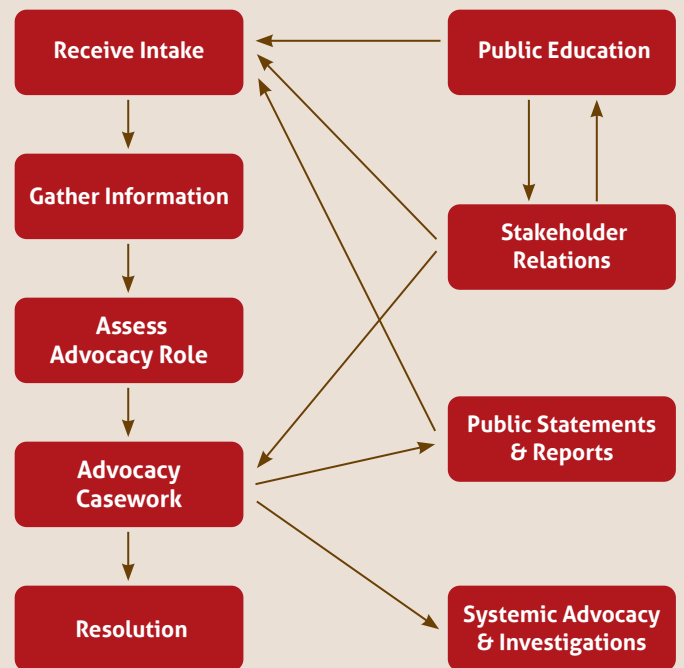 Receive Intake
Gather Information
Assess
Advocacy Role
Advocacy
Casework
Resolution
Public Education
Stakeholder
Relations
Public Statements
& Reports
Systemic Advocacy
& Investigations